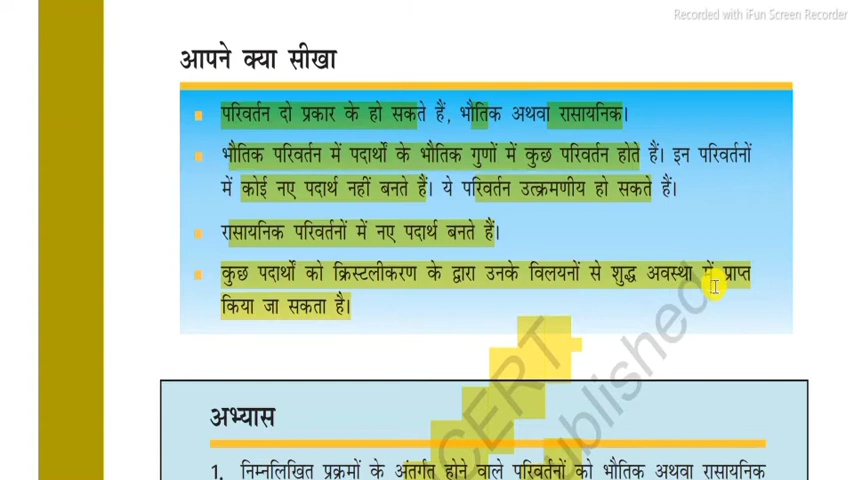 Recorded with iFun Screen Recorder
आपने क्या सीखा
परिवर्तन दो प्रकार के हो सकते हैं, भौतिक अथवा रासायनिक।
भौतिक परिवर्तन में पदार्थों के भौतिक गुणों में कुछ परिवर्तन होते हैं। इन परिवर्तनों
में कोई नए पदार्थ नहीं बनते हैं। ये परिवर्तन उत्क्रमणीय हो सकते हैं।
रासायनिक परिवर्तनों में नए पदार्थ बनते हैं।
कुछ पदार्थों को क्रिस्टलीकरण के द्वारा उनके विलयनों से शुद्ध अवस्था में प्राप्त
किया जा सकता है।
अभ्यास
1. निम्नलिखित प्रक्रमों के अंतर्गत होने वाले परिवर्तनों को भौतिक अथवा रासायनिक
CERT
published